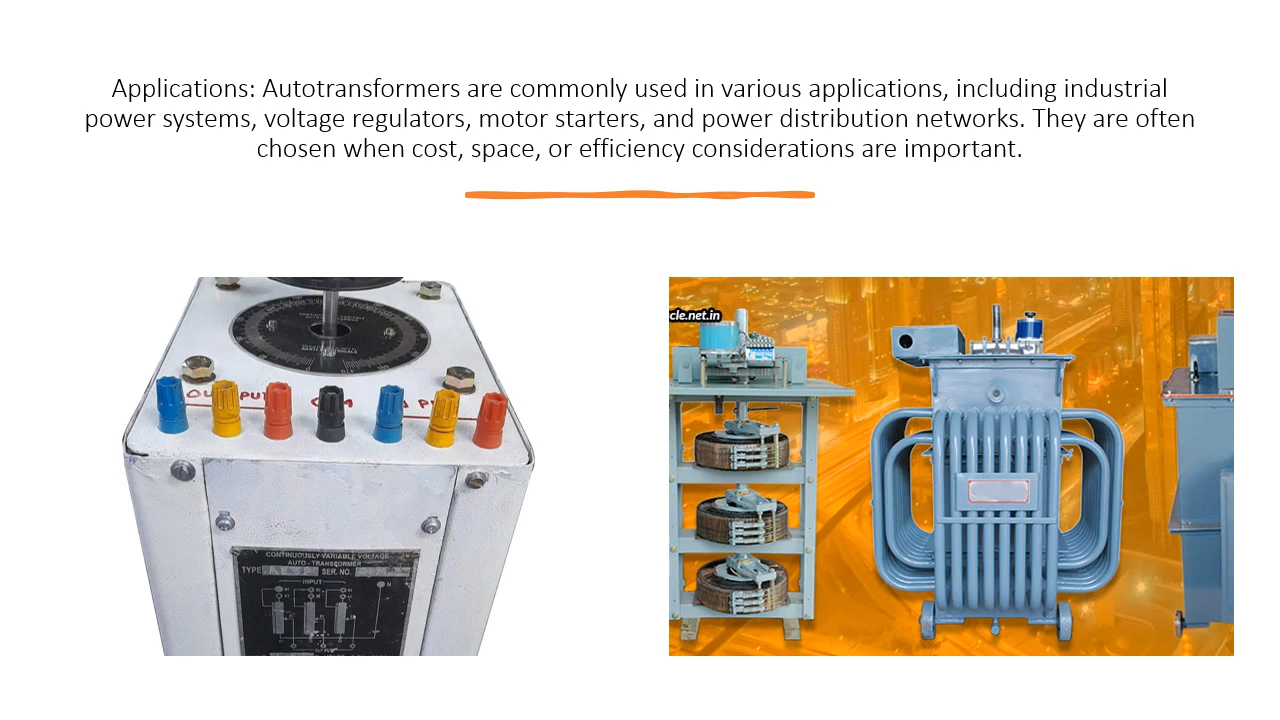 Applications: Autotransformers are commonly used in various applications, including industrial
power systems, voltage regulators, motor starters, and power distribution networks. They are often
chosen when cost, space, or efficiency considerations are important.
cle.net.in
CONTINUOUSLY VARIABLE VOLTAGE
AUTO - TRANSFORMER
TYPE SER. NO.
INPUT
N